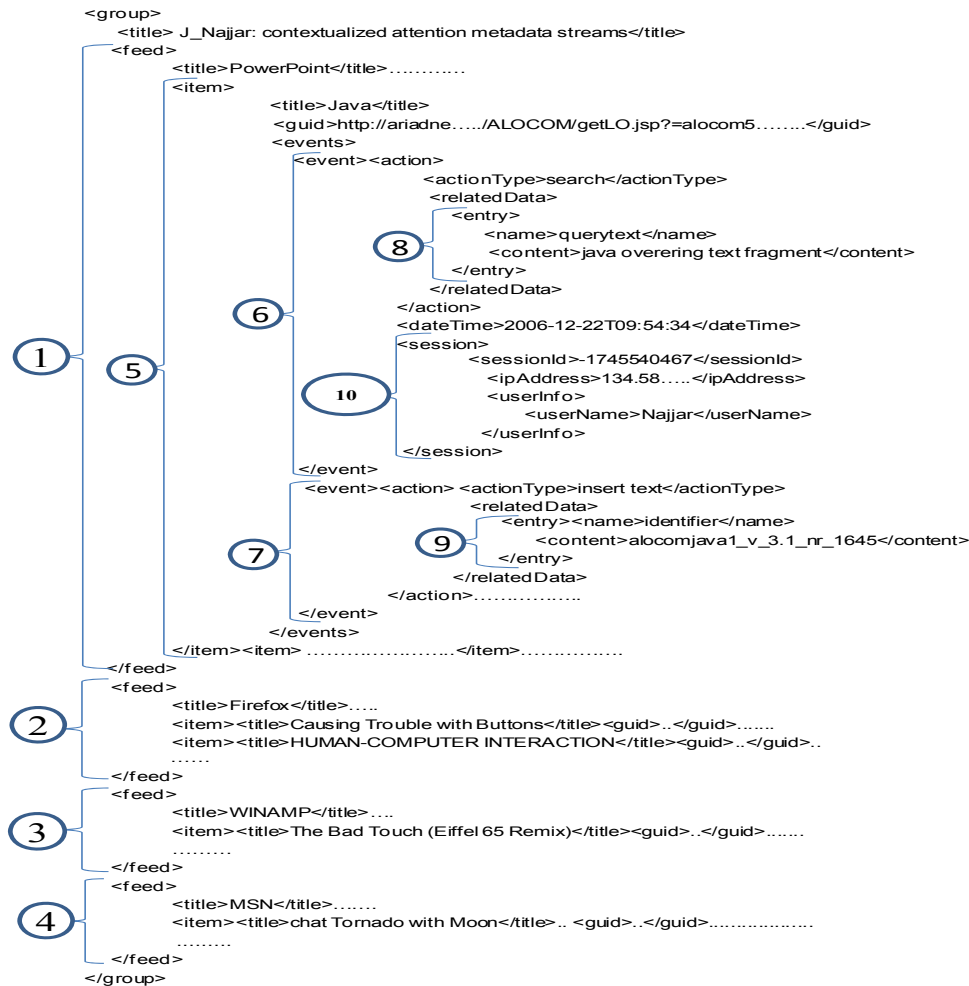 <group>
<title> J_Najjar: contextualized attention metadata streams</title>
<feed>
<title>PowerPoint</title>…………
<item>
<title>Java</title>
<guid>http://ariadne…../ALOCOM/getLO.jsp?=alocom5……..</guid>
<events>
<event><action>
<actionType>search</actionType>
<relatedData>
<entry>
<name>querytext</name>
8
<content>java overering text fragment</content>
</entry>
</relatedData>
</action>
6
<dateTime>2006-12-22T09:54:34</dateTime>
<session>
1
<sessionId>-1745540467</sessionId>
5
<ipAddress>134.58…..</ipAddress>
10
<userInfo>
<userName>Najjar</userName>
</userInfo>
</session>
</event>
<event><action> <actionType>insert text</actionType>
<relatedData>
<entry><name>identifier</name>
7
9
<content>alocomjava1_v_3.1_nr_1645</content>
</entry>
</relatedData>
</action>……………..
</event>
</events>
</item><item> …………………..</item>…………….
</feed>
<feed>
<title>Firefox</title>…..
2
<item><title>Causing Trouble with Buttons</title><guid>..</guid>.......
<item><title>HUMAN-COMPUTER INTERACTION</title><guid>..</guid>..
……
</feed>
<feed>
<title>WINAMP</title>….
3
<item><title>The Bad Touch (Eiffel 65 Remix)</title><guid>..</guid>.......
………
</feed>
<feed>
<title>MSN</title>…….
4
<item><title>chat Tornado with Moon</title>.. <guid>..</guid>...................
………
</feed>
</group>